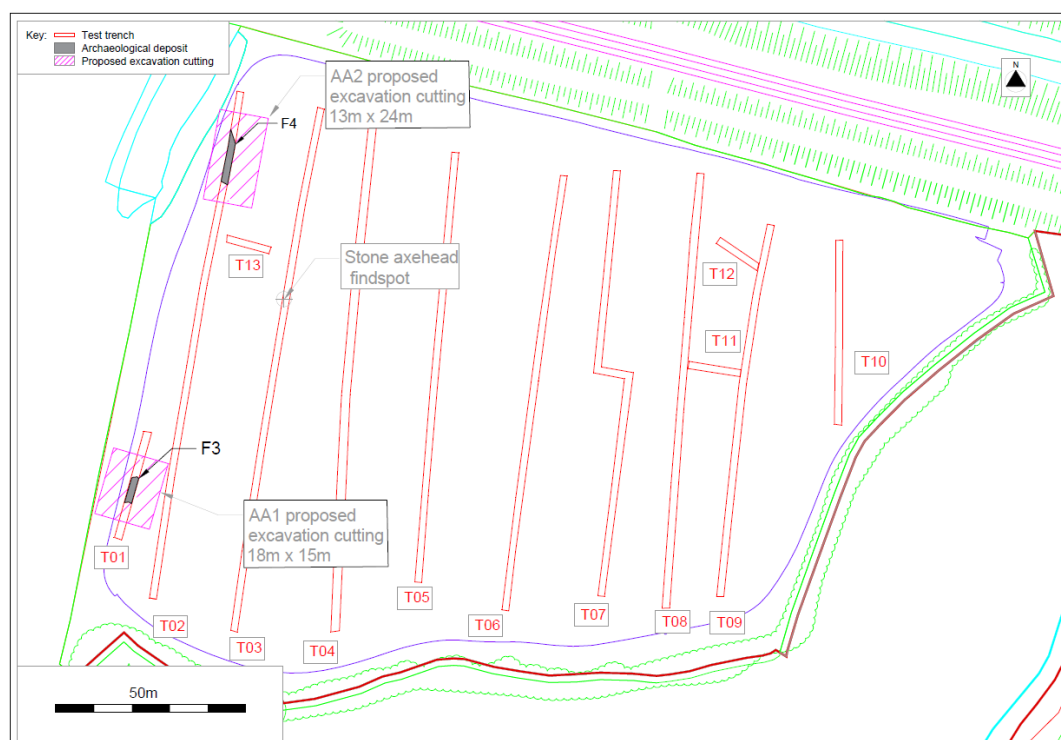 Key: Test trench
Archaeological deposit
Proposed excavation cutting
N
AA2 proposed
excavation cutting
13m x 24m
F4
Stone axehead
findspot
T13
T12
T11
T10
F3
AA1 proposed
excavation cutting
18m x 15m
T01
T02
T03
T04
T05
T06
T07
T08
T09
50m